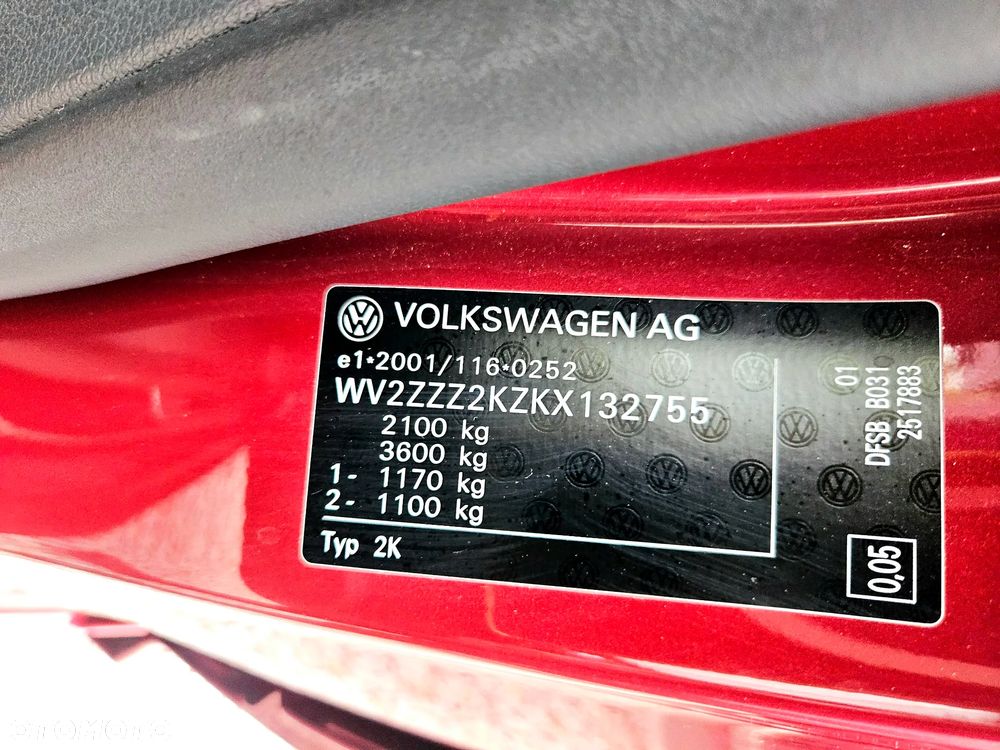 VOLKSWAGEN AG
e1*2001/116*0252
WV2ZZZ2KZKX132755
2100 kg
3600 kg
1- 1170 kg
2- 1100 kg
Typ 2K
01
DFSB B031
2517883
0,05
OTOMOTO